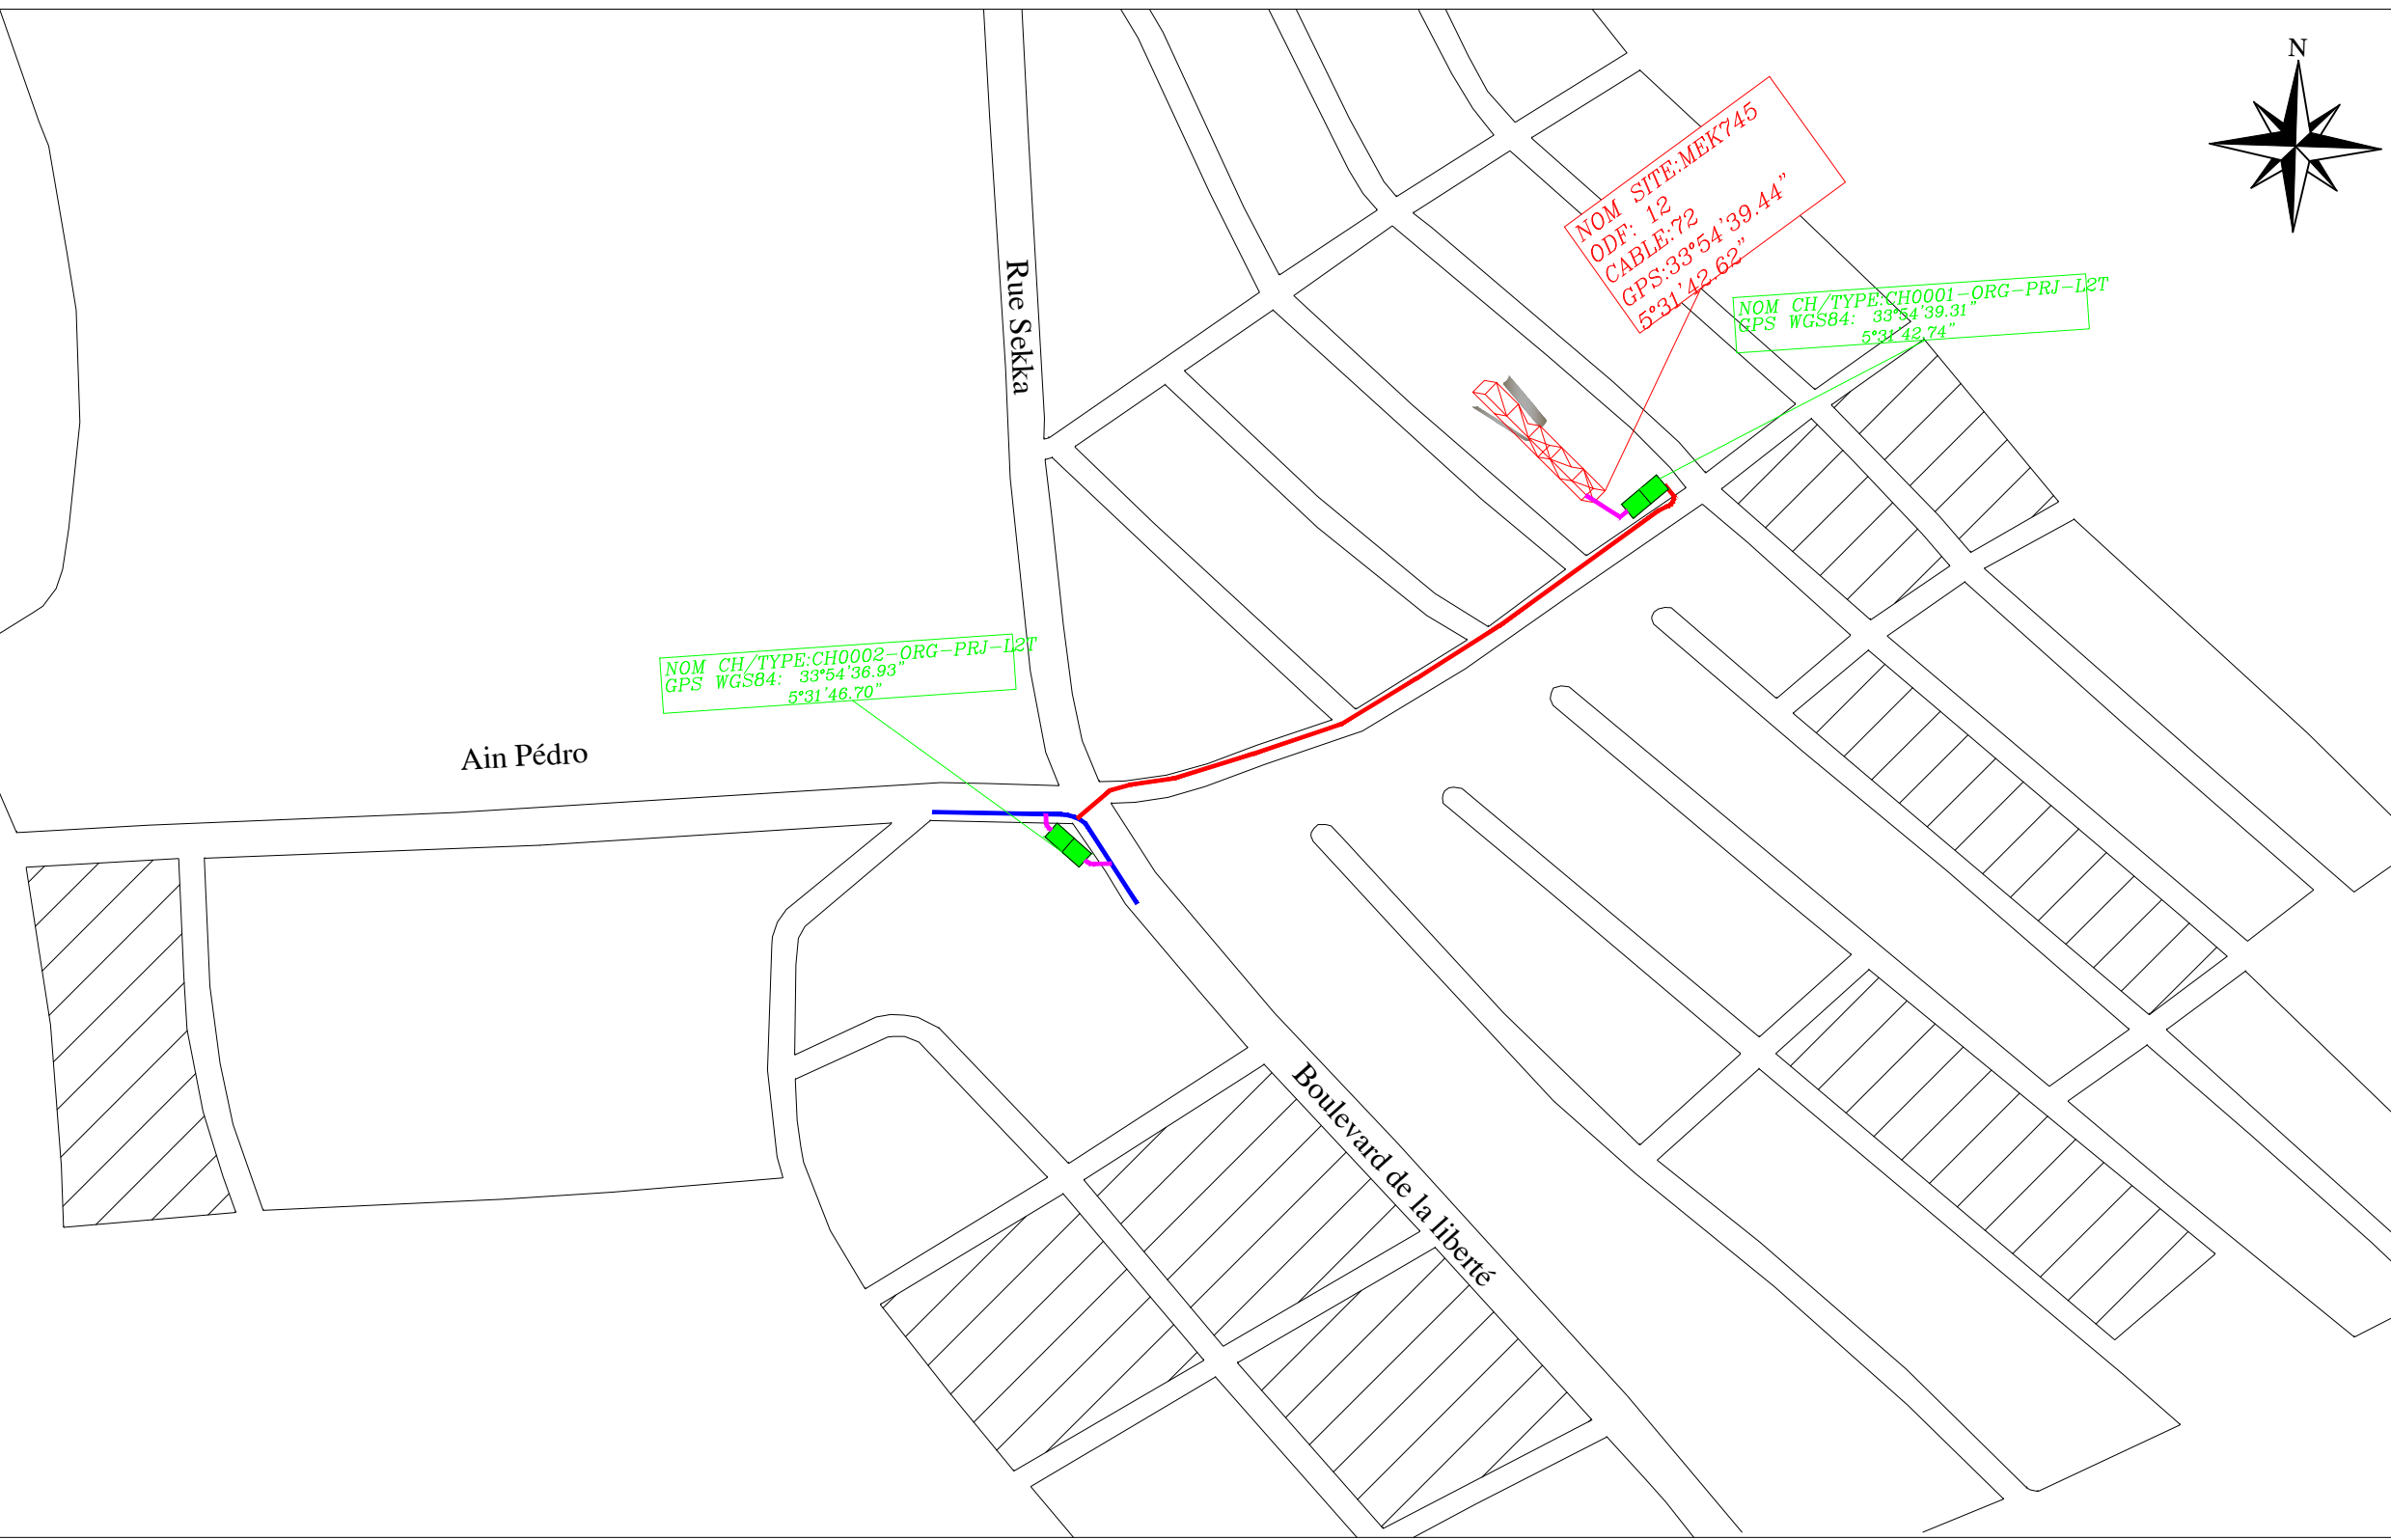 N
NOM SITE:MEK745
ODF: 12
CABLE:72
GPS:33°54'39.44"
5°31'42.62"
NOM CH/TYPE:CH0001-ORG-PRJ-L2T
GPS WGS84: 33°54'39.31"
5°31'42.74"
Rue Sekka
NOM CH/TYPE:CH0002-ORG-PRJ-L2T
GPS WGS84: 33°54'36.93"
5°31'46.70"
Ain Pédro
Boulevard de la liberté